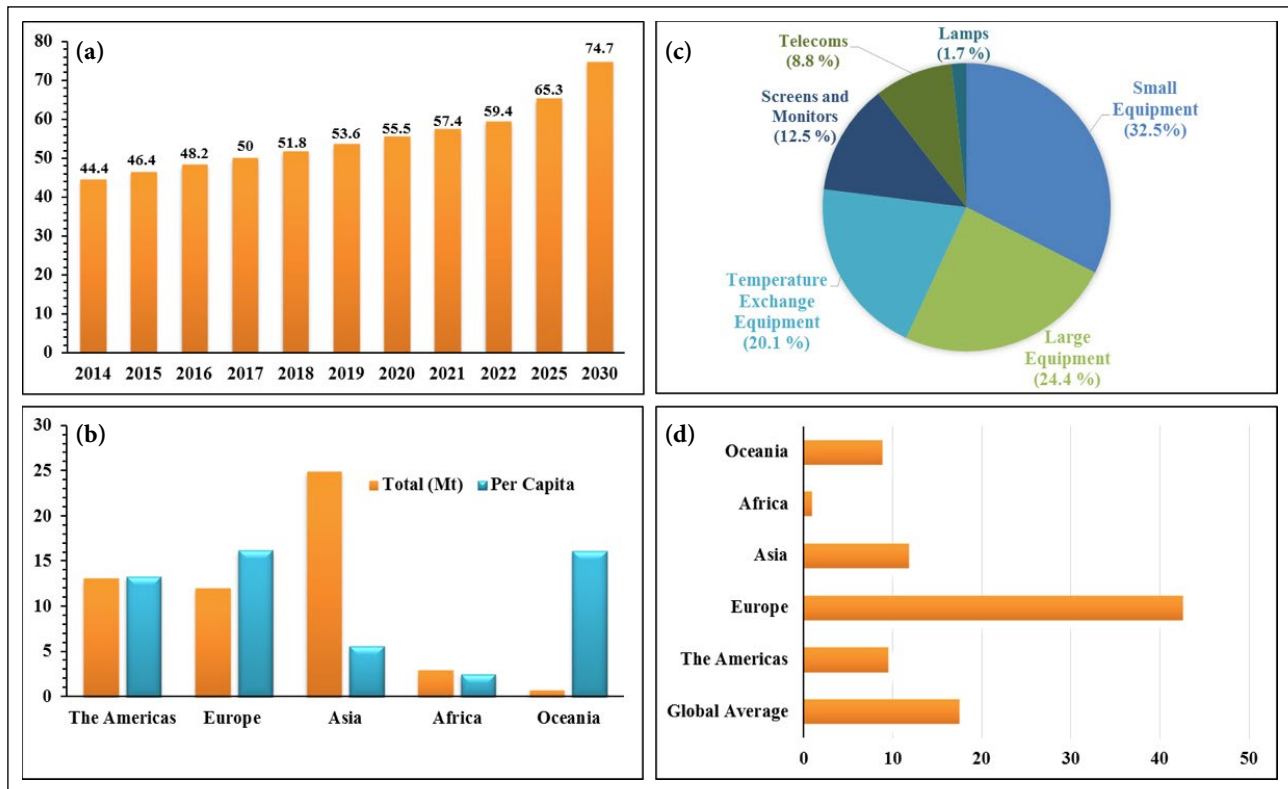 (a)
80
70
60
50
40
30
20
10
0
44.4
46.4
48.2
50
51.8
53.6
55.5
57.4
59.4
65.3
74.7
2014 2015 2016 2017 2018 2019 2020 2021 2022 2025 2030
(c)
Lamps
(1.7 %)
Telecoms
(8.8 %)
Screens and
Monitors
(12.5 %)
Small
Equipment
(32.5%)
Temperature
Exchange
Equipment
(20.1 %)
Large
Equipment
(24.4 %)
(b)
30
25
20
15
10
5
0
Total (Mt) Per Capita
The Americas Europe Asia Africa Oceania
(d)
Oceania
Africa
Asia
Europe
The Americas
Global Average
0 10 20 30 40 50